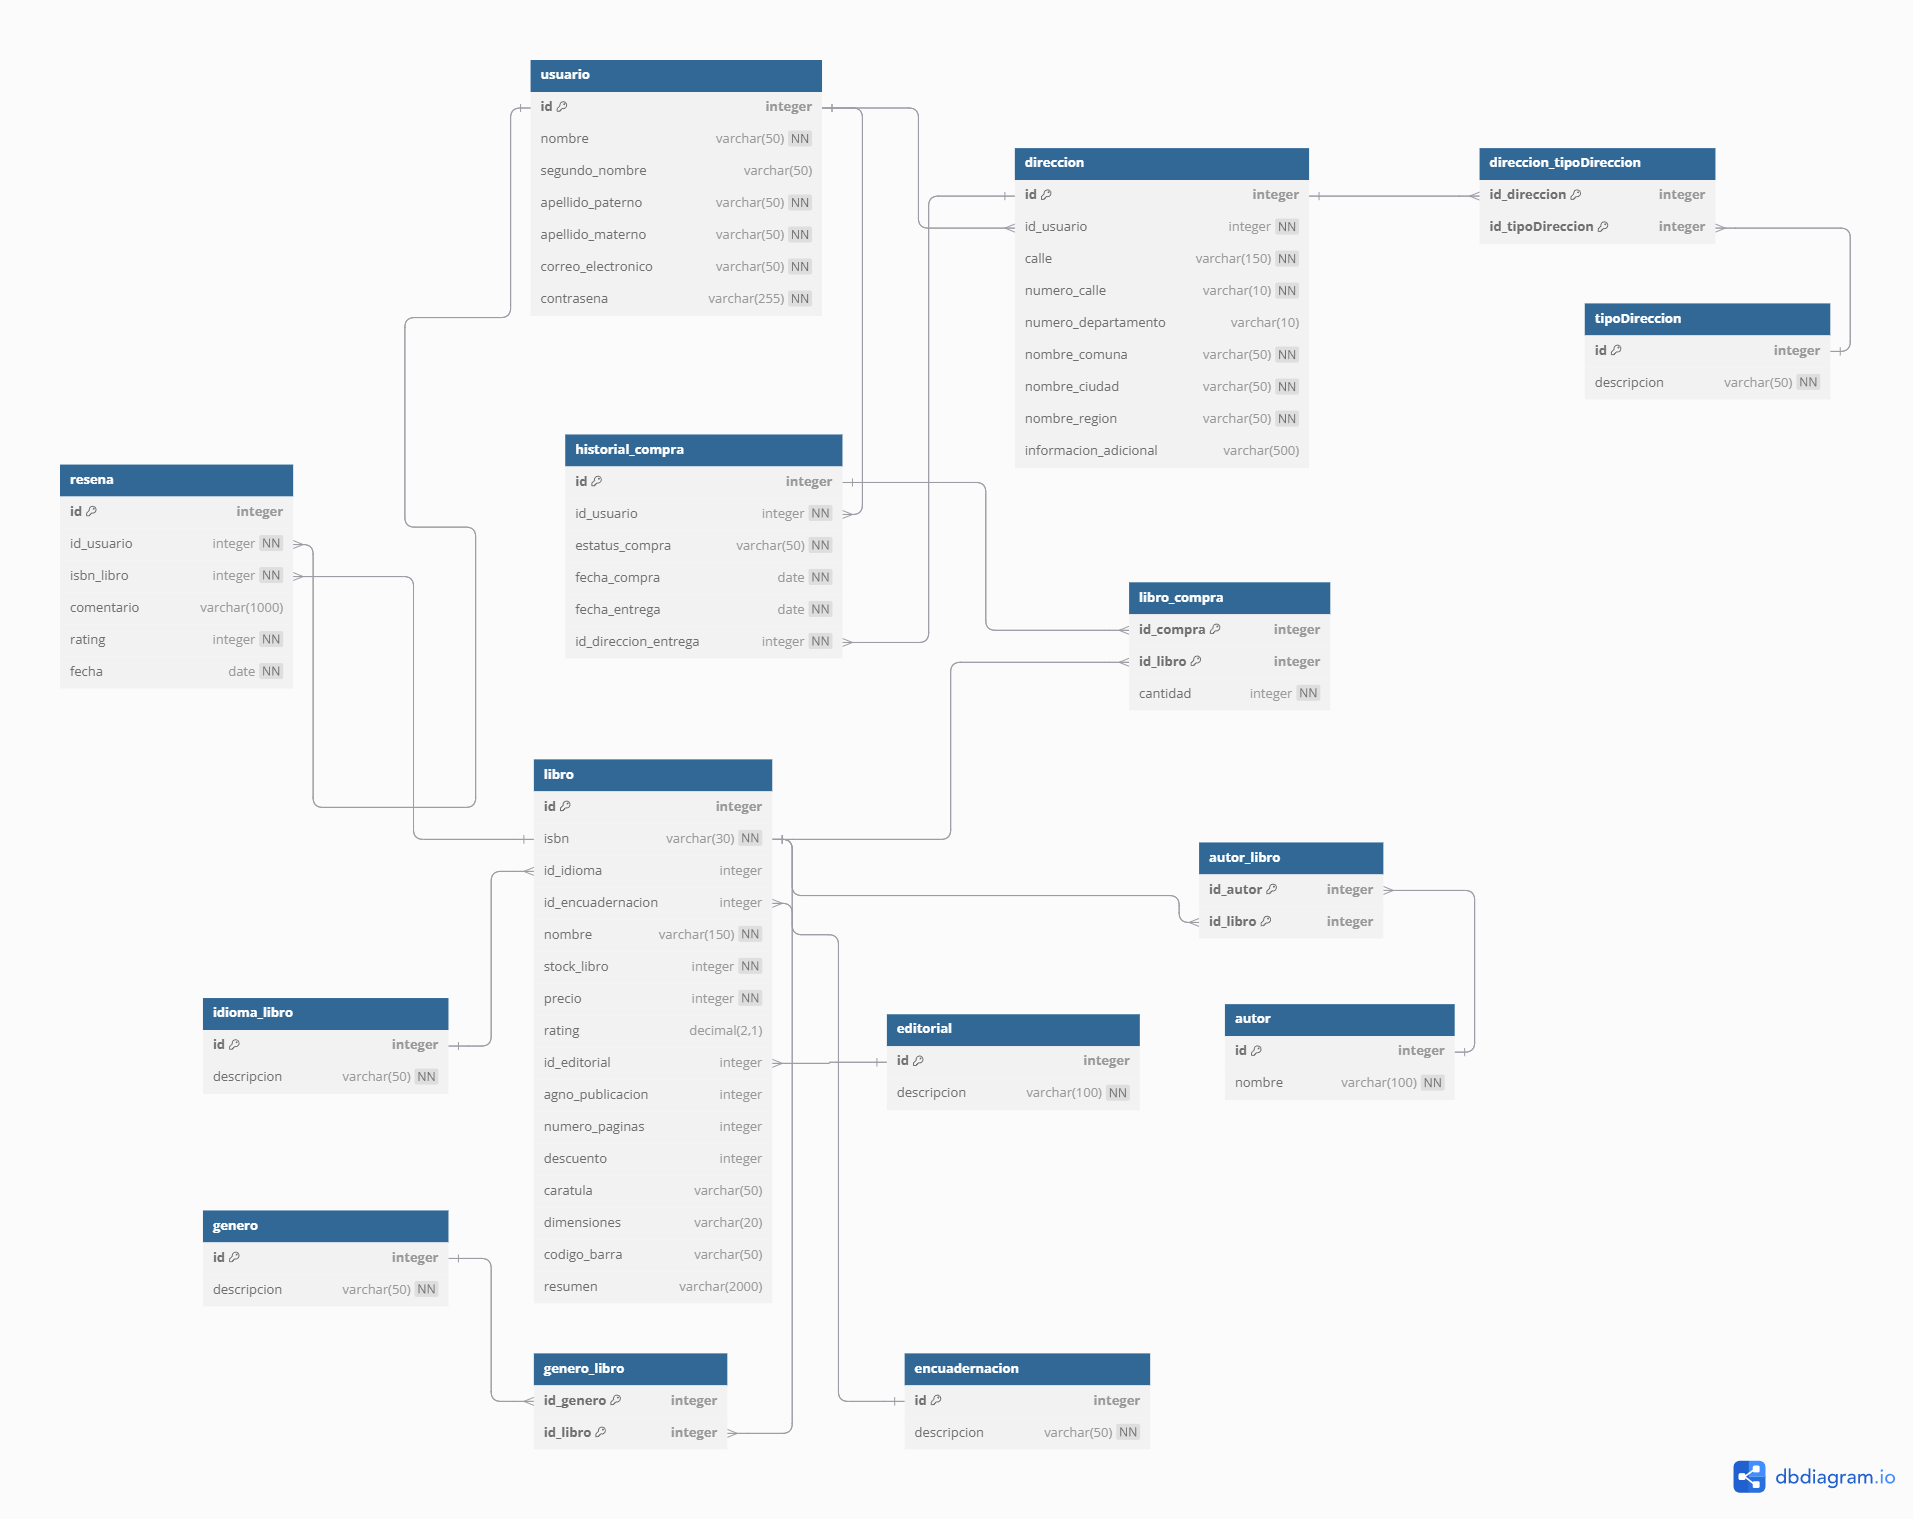 usuario
id integer
nombre varchar(50) NN
segundo_nombre varchar(50)
apellido_paterno varchar(50) NN
apellido_materno varchar(50) NN
correo_electronico varchar(50) NN
contrasena varchar(255) NN
direccion
id integer
id_usuario integer NN
calle varchar(150) NN
numero_calle varchar(10) NN
numero_departamento varchar(10)
nombre_comuna varchar(50) NN
nombre_ciudad varchar(50) NN
nombre_region varchar(50) NN
informacion_adicional varchar(500)
direccion_tipoDireccion
id_direccion integer
id_tipoDireccion integer
tipoDireccion
id integer
descripcion varchar(50) NN
historial_compra
id integer
id_usuario integer NN
estatus_compra varchar(50) NN
fecha_compra date NN
fecha_entrega date NN
id_direccion_entrega integer NN
resena
id integer
id_usuario integer NN
isbn_libro integer NN
comentario varchar(1000)
rating integer NN
fecha date NN
libro_compra
id_compra integer
id_libro integer
cantidad integer NN
libro
id integer
isbn varchar(30) NN
id_idioma integer
id_encuadernacion integer
nombre varchar(150) NN
stock_libro integer NN
precio integer NN
rating decimal(2,1)
id_editorial integer
agno_publicacion integer
numero_paginas integer
descuento integer
caratula varchar(50)
dimensiones varchar(20)
codigo_barra varchar(50)
resumen varchar(2000)
autor_libro
id_autor integer
id_libro integer
autor
id integer
nombre varchar(100) NN
idioma_libro
id integer
descripcion varchar(50) NN
editorial
id integer
descripcion varchar(100) NN
genero
id integer
descripcion varchar(50) NN
genero_libro
id_genero integer
id_libro integer
encuadernacion
id integer
descripcion varchar(50) NN
dbdiagram.io